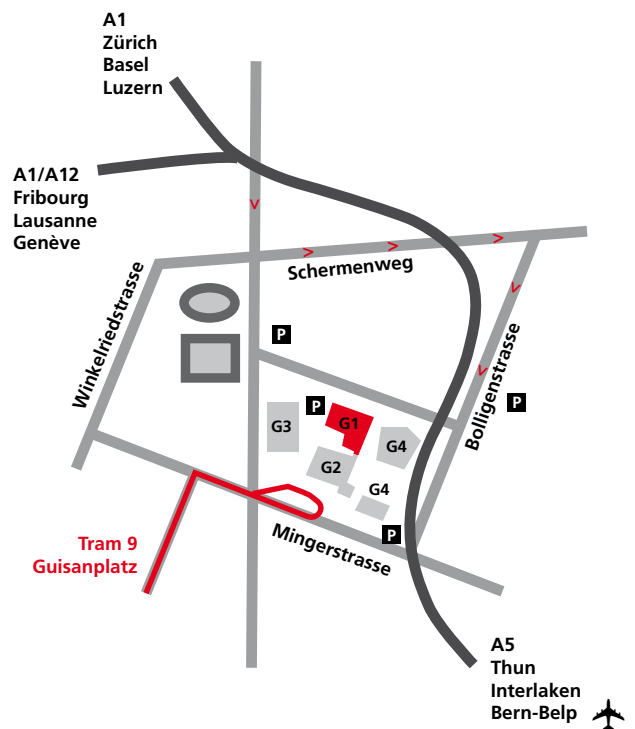 A1
Zürich
Basel
Luzern
A1/A12
Fribourg
Lausanne
Genève
Schermenweg
Winkelriedstrasse
Bolligenstrasse
P
P
P
G1
G3
G4
G2
G4
P
Mingerstrasse
Tram 9
Guisanplatz
A5
Thun
Interlaken
Bern-Belp